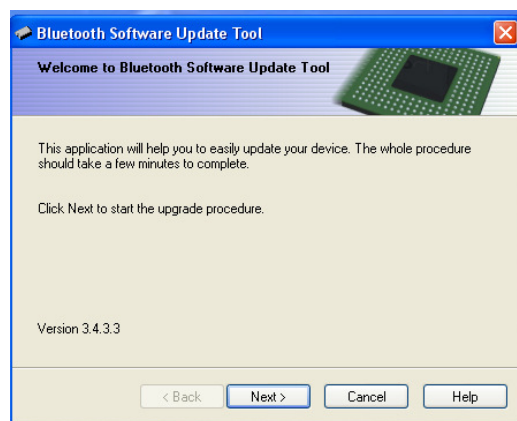 Bluetooth Software Update Tool
Welcome to Bluetooth Software Update Tool
This application will help you to easily update your device. The whole procedure
should take a few minutes to complete.
Click Next to start the upgrade procedure.
Version 3.4.3.3
< Back Next > Cancel Help